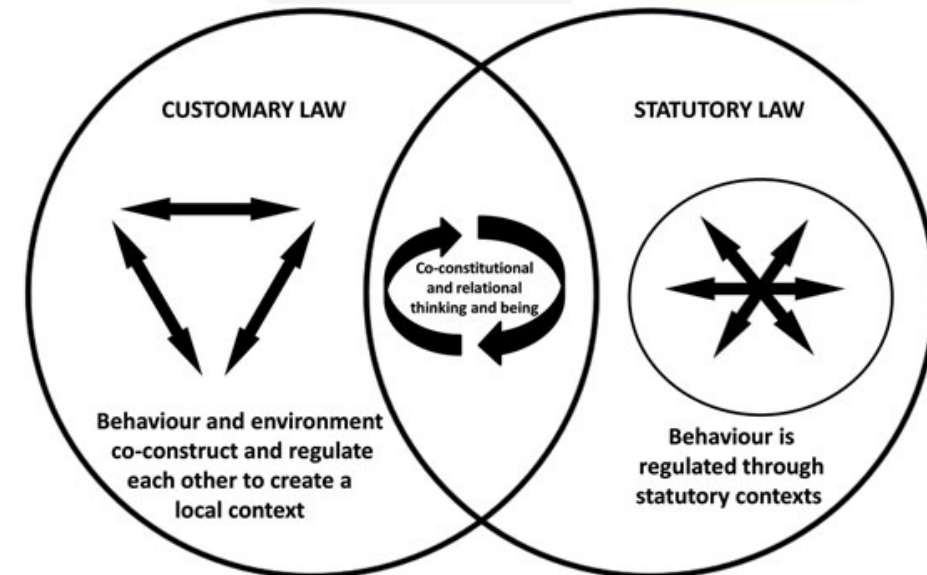 CUSTOMARY LAW
Behaviour and environment
co-construct and regulate
each other to create a
local context
Co-constitutional
and relational
thinking and being
STATUTORY LAW
Behaviour is
regulated through
statutory contexts